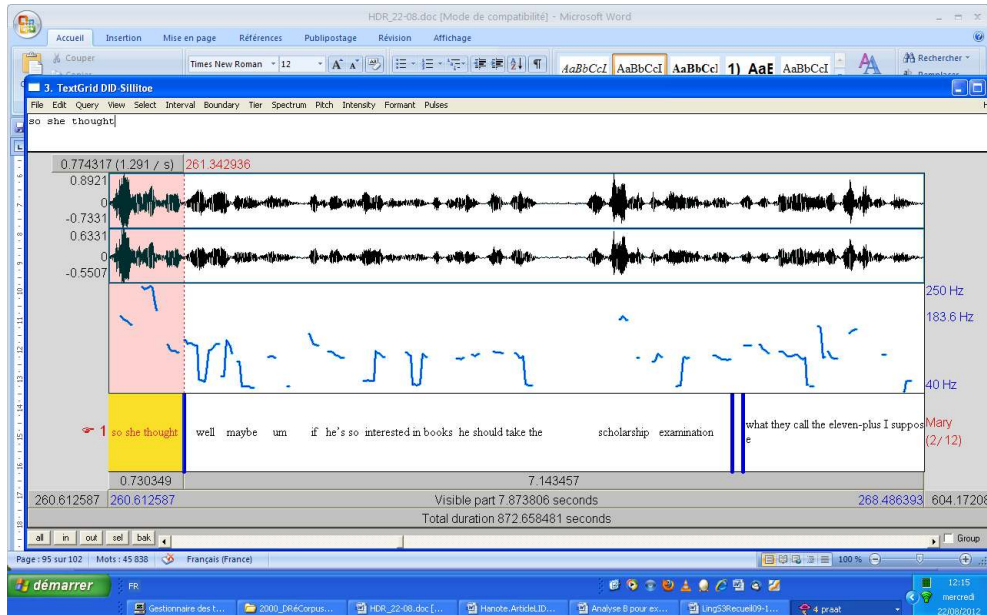 HDR_22-08.doc [Mode de compatibilité] - Microsoft Word
Accueil Insertion Mise en page Références Publipostage Révision Affichage
Couper Times New Roman 12 AaBbCcI AaBbCcI AaBbCcI 1) AaE AaBbCcI Rechercher
3. TextGrid DID-Sillitoe
File Edit Query View Select Interval Boundary Tier Spectrum Pitch Intensity Formant Pulses
so she thought
0.774317 (1.291 / s) 261.342936
0.8921
0
-0.7331
0.6331
0
-0.5507
250 Hz
183.6 Hz
40 Hz
1 so she thought well maybe um if he's so interested in books he should take the scholarship examination what they call the eleven-plus I suppos
e
Mary
(2/12)
0.730349 7.143457
260.612587 260.612587 Visible part 7.873806 seconds 268.486393 604.17208
Total duration 872.658481 seconds
all in out sel bak Group
Page : 95 sur 102 Mots : 45 838 Français (France) 100 %
démarrer FR 12:15
mercredi
Gestionnaire des t... 2000_DRéCorpus... HDR_22-08.doc [... Hanote.ArticleLID... Analyse B pour ex... LingS3Recueil09-1... 4 praat 22/08/2012